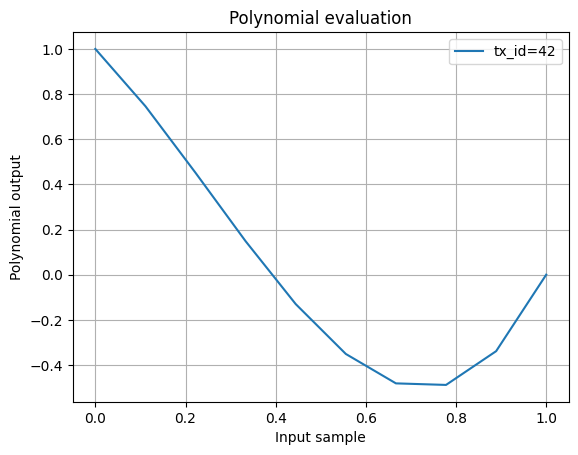 Polynomial evaluation
tx_id=42
Polynomial output
1.0
0.8
0.6
0.4
0.2
0.0
−0.2
−0.4
0.0 0.2 0.4 0.6 0.8 1.0
Input sample